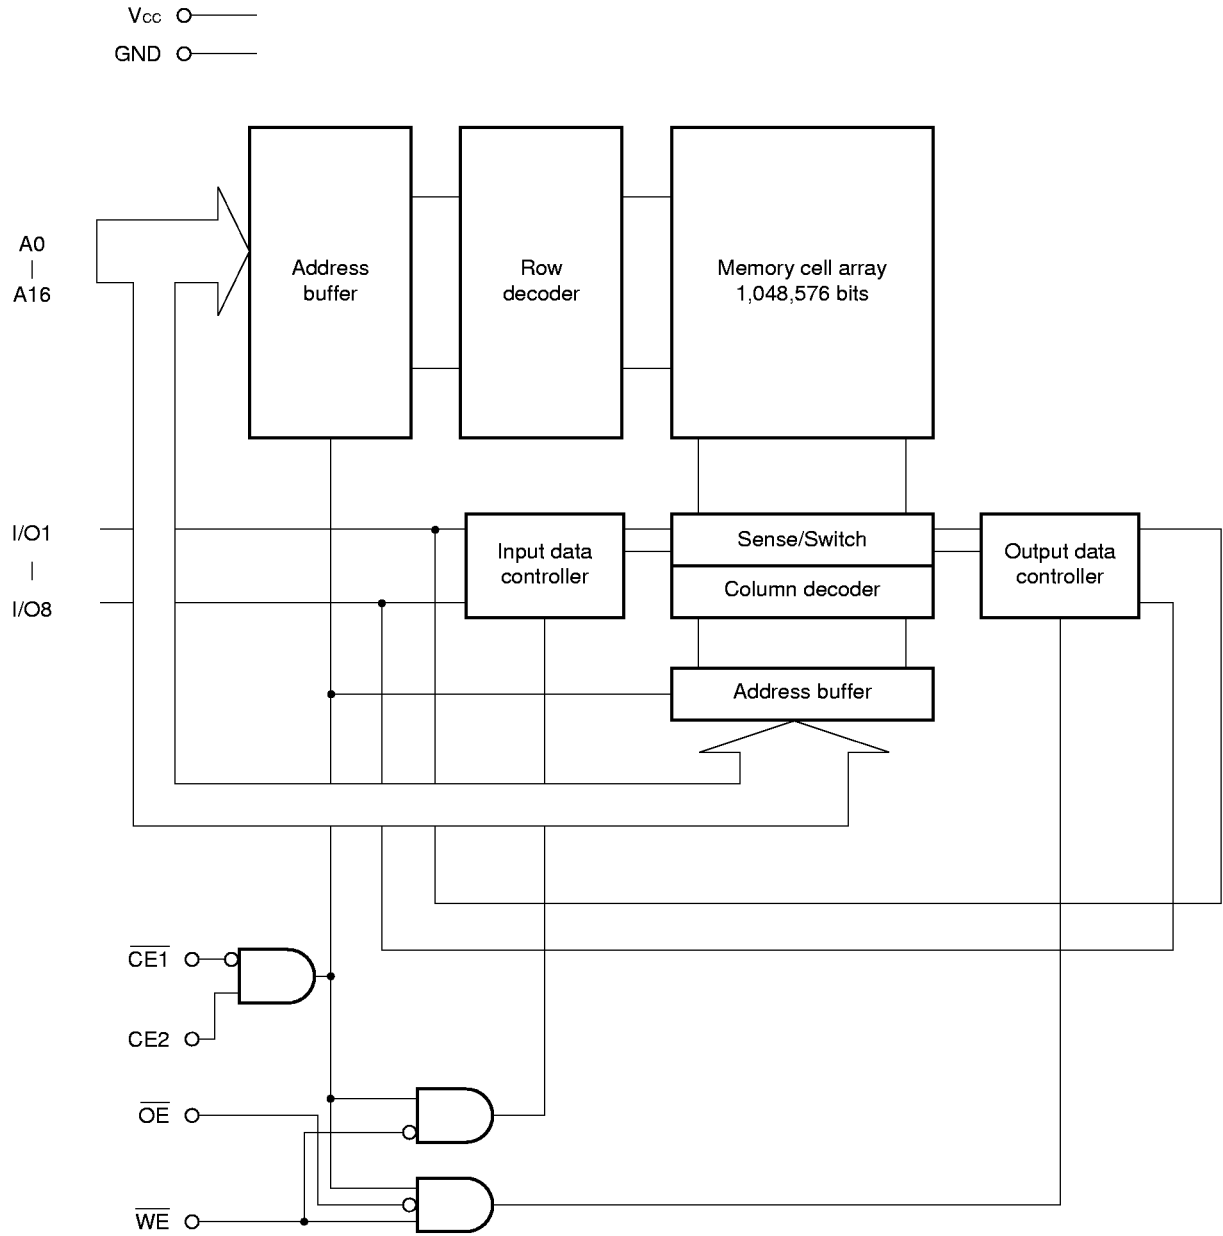 VCC
GND
A0
|
A16
Address
buffer
Row
decoder
Memory cell array
1,048,576 bits
I/O1
|
I/O8
Input data
controller
Sense/Switch
Column decoder
Output data
controller
Address buffer
CE1
CE2
OE
WE